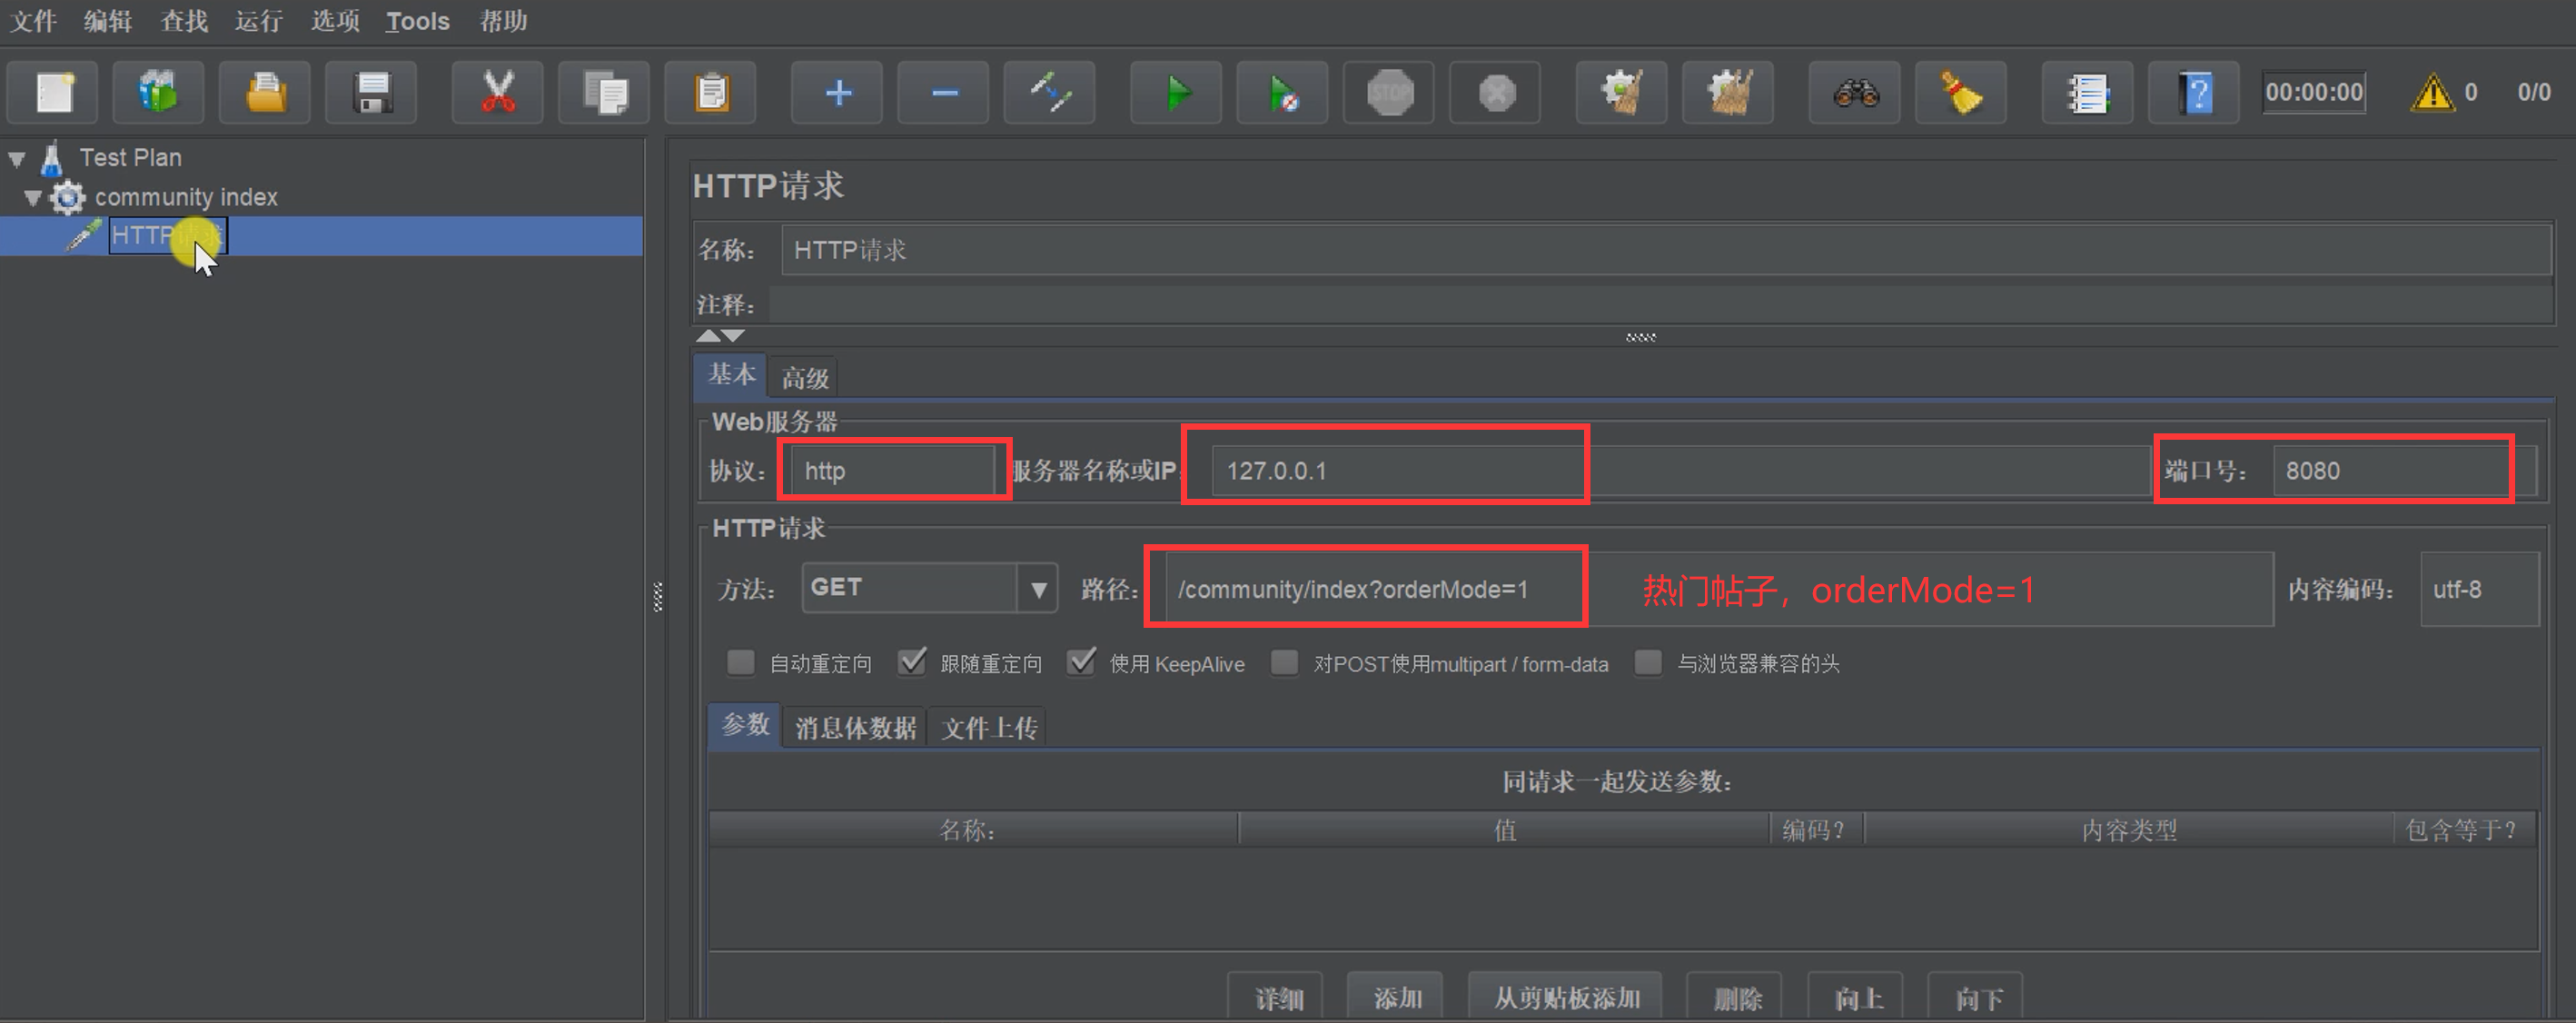 文件 编辑 查找 运行 选项 Tools 帮助
STOP
00:00:00 0 0/0
Test Plan
community index
HTTP请求
HTTP请求
名称: HTTP请求
注释:
基本 高级
Web服务器
协议: http 服务器名称或IP: 127.0.0.1 端口号: 8080
HTTP请求
方法: GET 路径: /community/index?orderMode=1 热门帖子，orderMode=1 内容编码: utf-8
自动重定向 跟随重定向 使用 KeepAlive 对POST使用multipart / form-data 与浏览器兼容的头
参数 消息体数据 文件上传
同请求一起发送参数:
名称: 值 编码? 内容类型 包含等于?
详细 添加 从剪贴板添加 删除 向上 向下